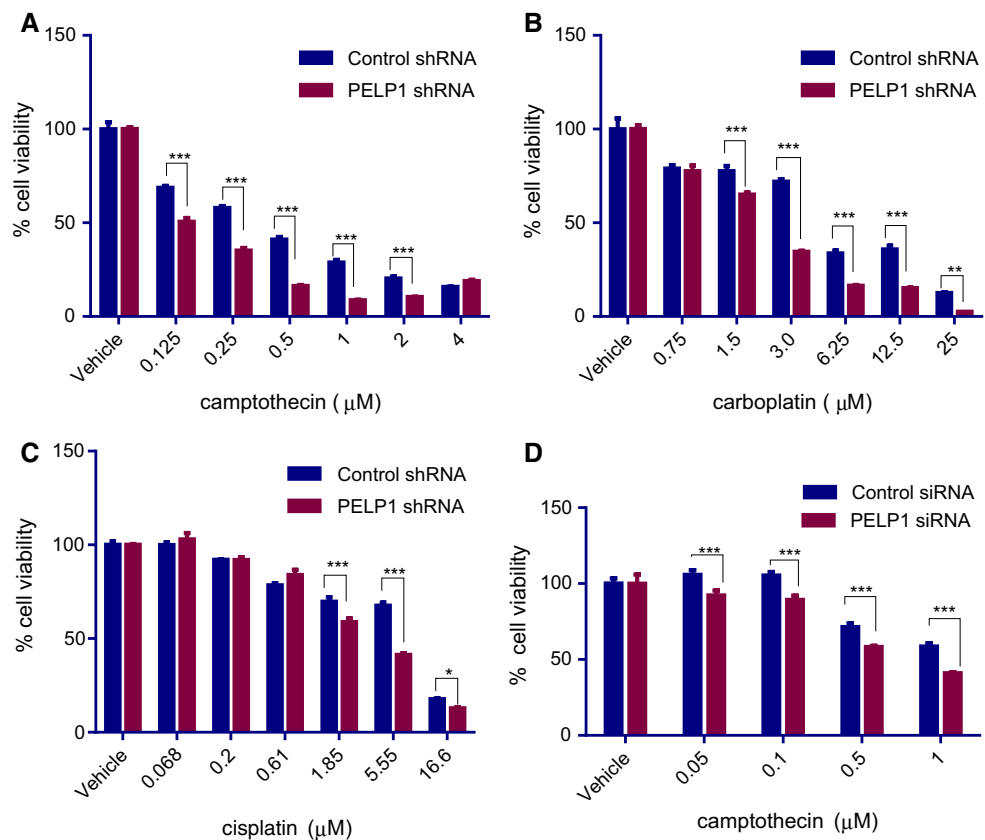 A
150
100
50
0
% cell viability
Control shRNA
PELP1 shRNA
***
***
***
***
***
Vehicle
0.125
0.25
0.5
1
2
4
camptothecin ( μM)
B
150
100
50
0
% cell viability
Control shRNA
PELP1 shRNA
***
***
***
***
**
Vehicle
0.75
1.5
3.0
6.25
12.5
25
carboplatin ( μM)
C
150
100
50
0
% cell viability
Control shRNA
PELP1 shRNA
***
***
*
Vehicle
0.068
0.2
0.61
1.85
5.55
16.6
cisplatin (μM)
D
150
100
50
0
% cell viability
Control siRNA
PELP1 siRNA
***
***
***
***
Vehicle
0.05
0.1
0.5
1
camptothecin (μM)